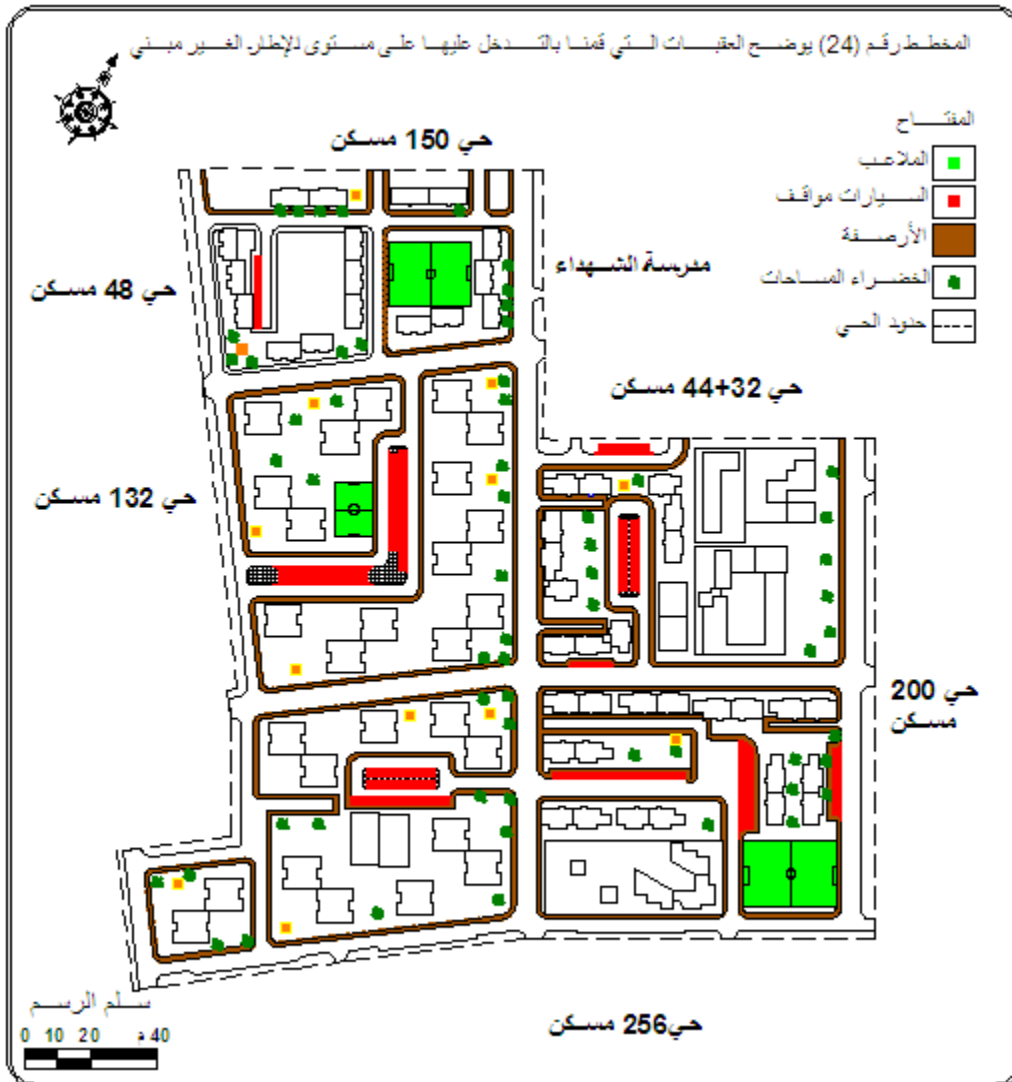 المخطط رقم (24) يوضح العقبات التي قمنا بالتدخل عليها على مستوى للإطار الغير مبني
حي 150 مسكن
المفتاح
الملاعب
السيارات مواقف
الأرصفة
الخضراء المساحات
حدود الحي
مدرسة الشهداء
حي 48 مسكن
حي 32+44 مسكن
حي 132 مسكن
حي 200
مسكن
حي256 مسكن
سلم الرسم
0 10 20 40 م